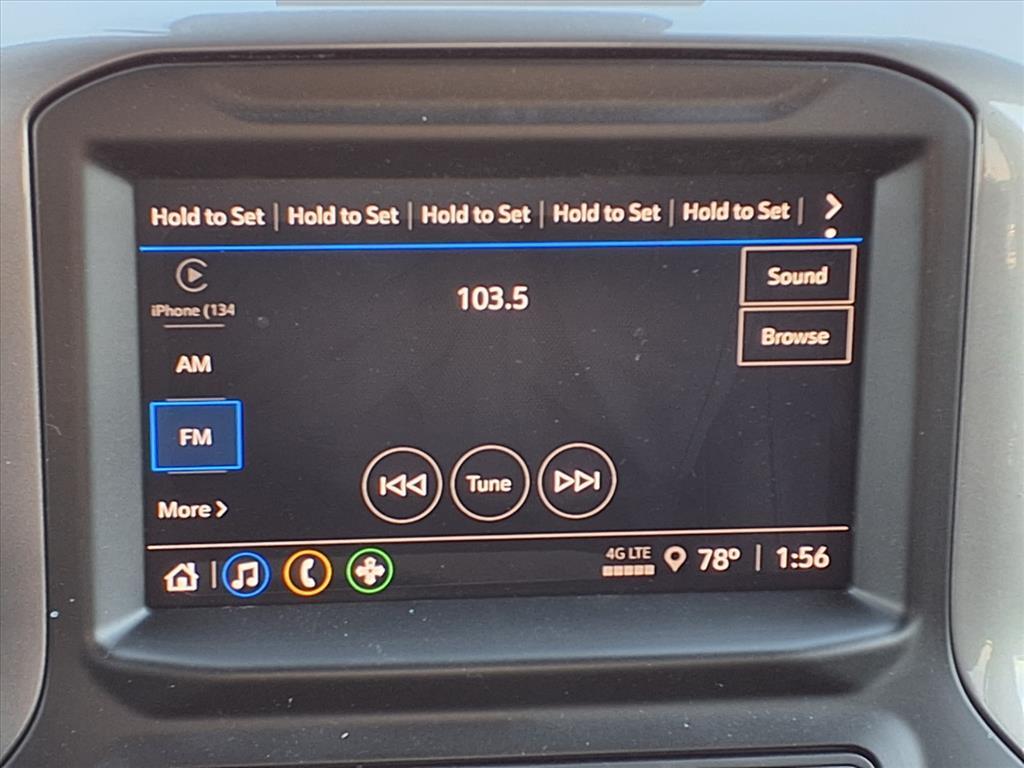 Hold to Set | Hold to Set | Hold to Set | Hold to Set | Hold to Set |
Sound
iPhone (134
103.5
Browse
AM
FM
Tune
More
4G LTE
78° | 1:56